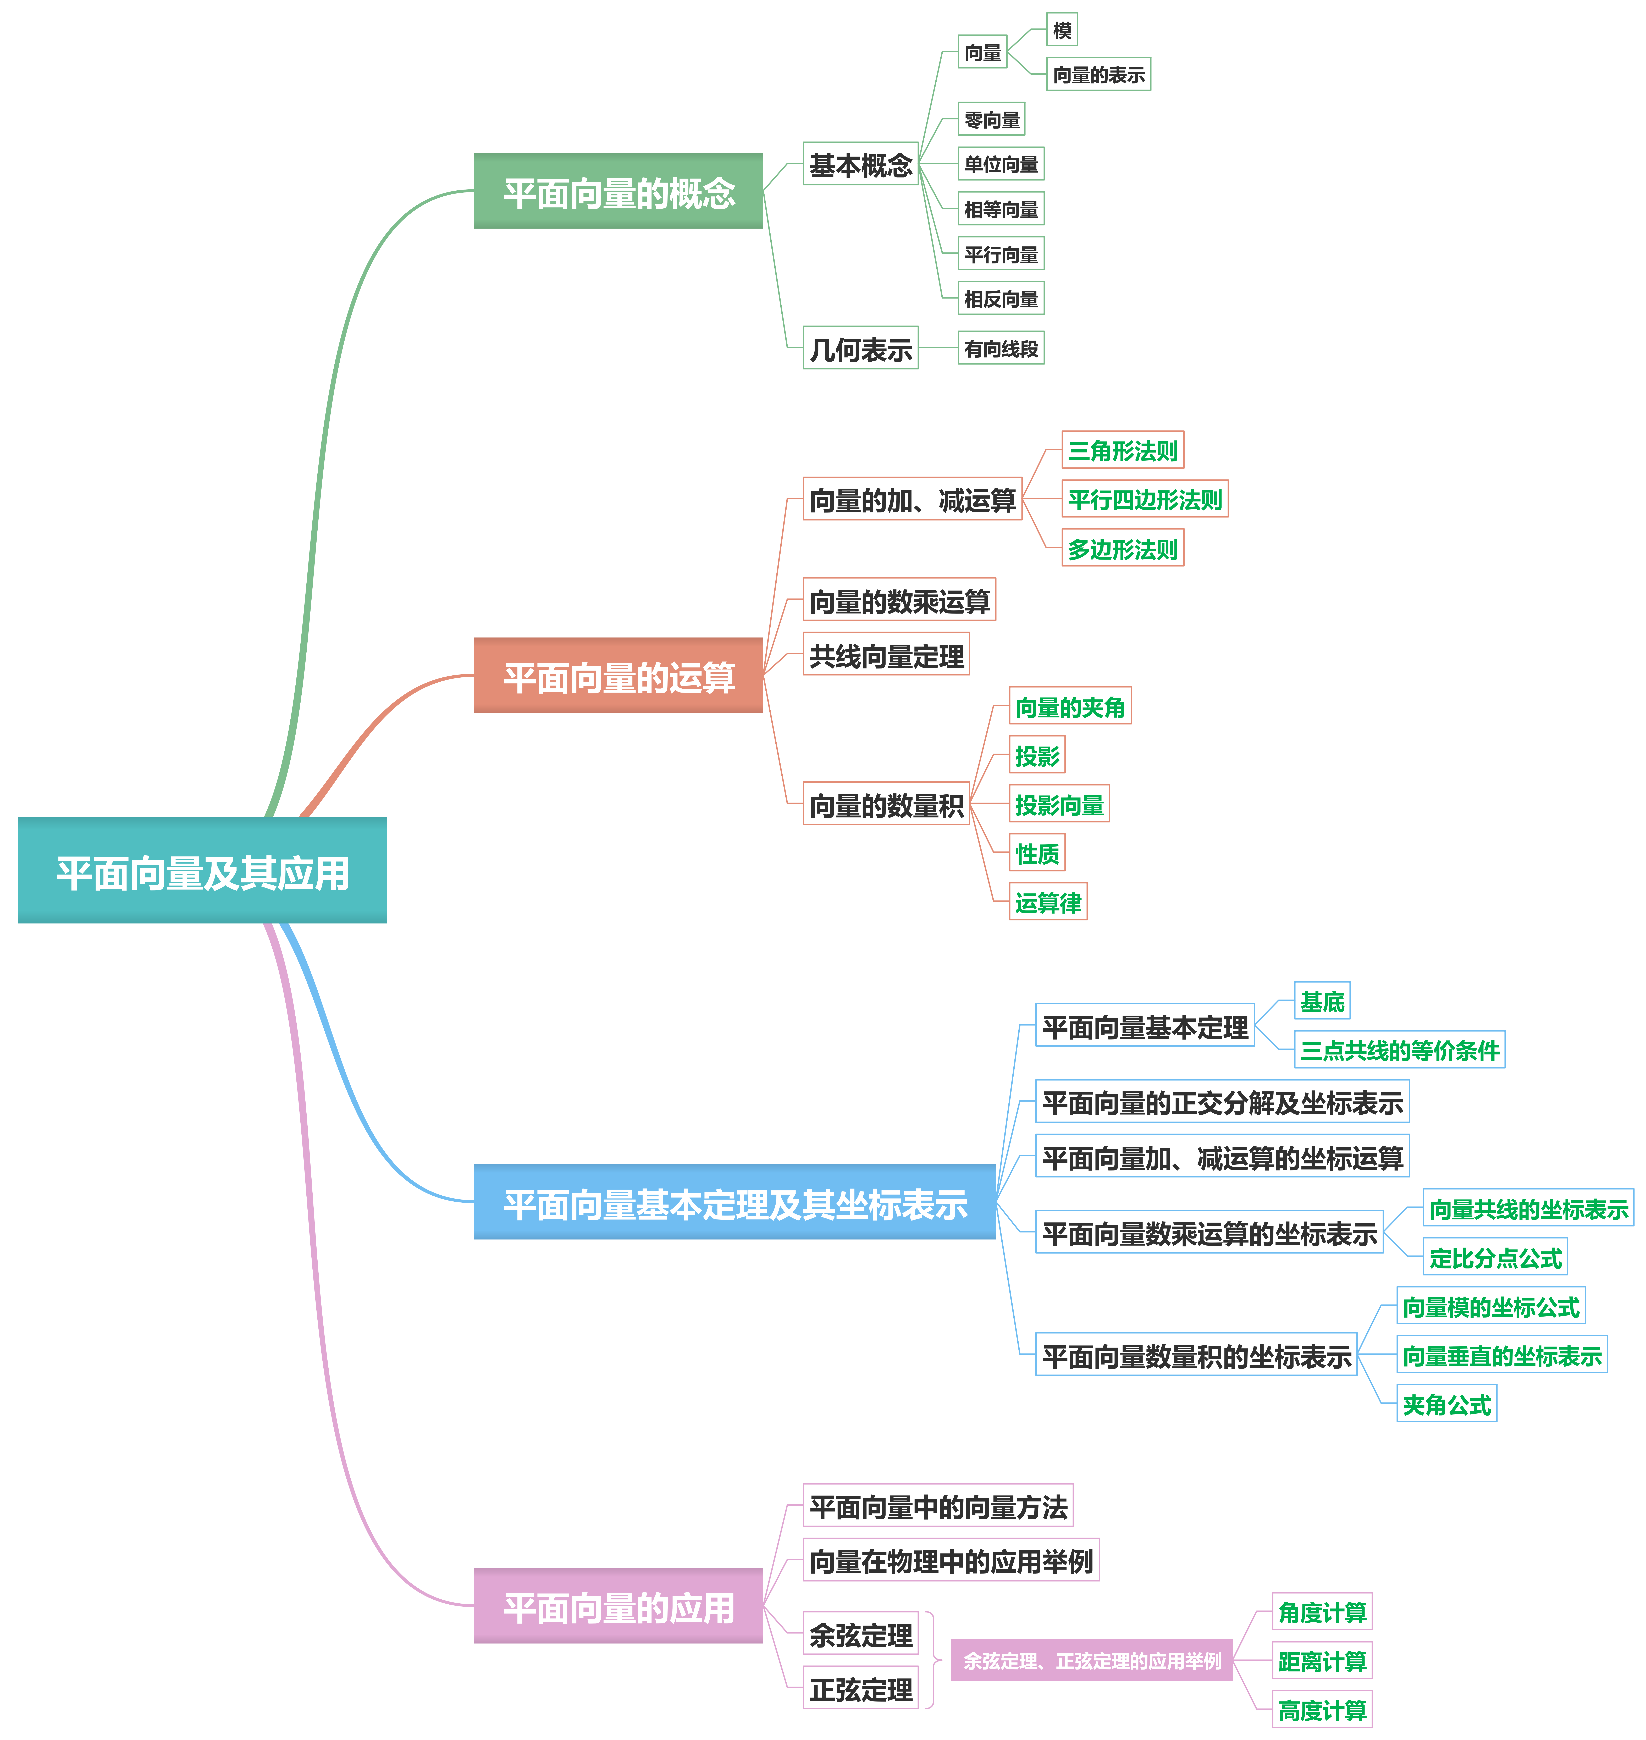 平面向量及其应用
平面向量的概念
基本概念
向量
模
向量的表示
零向量
单位向量
相等向量
平行向量
相反向量
几何表示
有向线段
平面向量的运算
向量的加、减运算
三角形法则
平行四边形法则
多边形法则
向量的数乘运算
共线向量定理
向量的数量积
向量的夹角
投影
投影向量
性质
运算律
平面向量基本定理及其坐标表示
平面向量基本定理
基底
三点共线的等价条件
平面向量的正交分解及坐标表示
平面向量加、减运算的坐标运算
平面向量数乘运算的坐标表示
向量共线的坐标表示
定比分点公式
平面向量数量积的坐标表示
向量模的坐标公式
向量垂直的坐标表示
夹角公式
平面向量的应用
平面向量中的向量方法
向量在物理中的应用举例
余弦定理
正弦定理
余弦定理、正弦定理的应用举例
角度计算
距离计算
高度计算